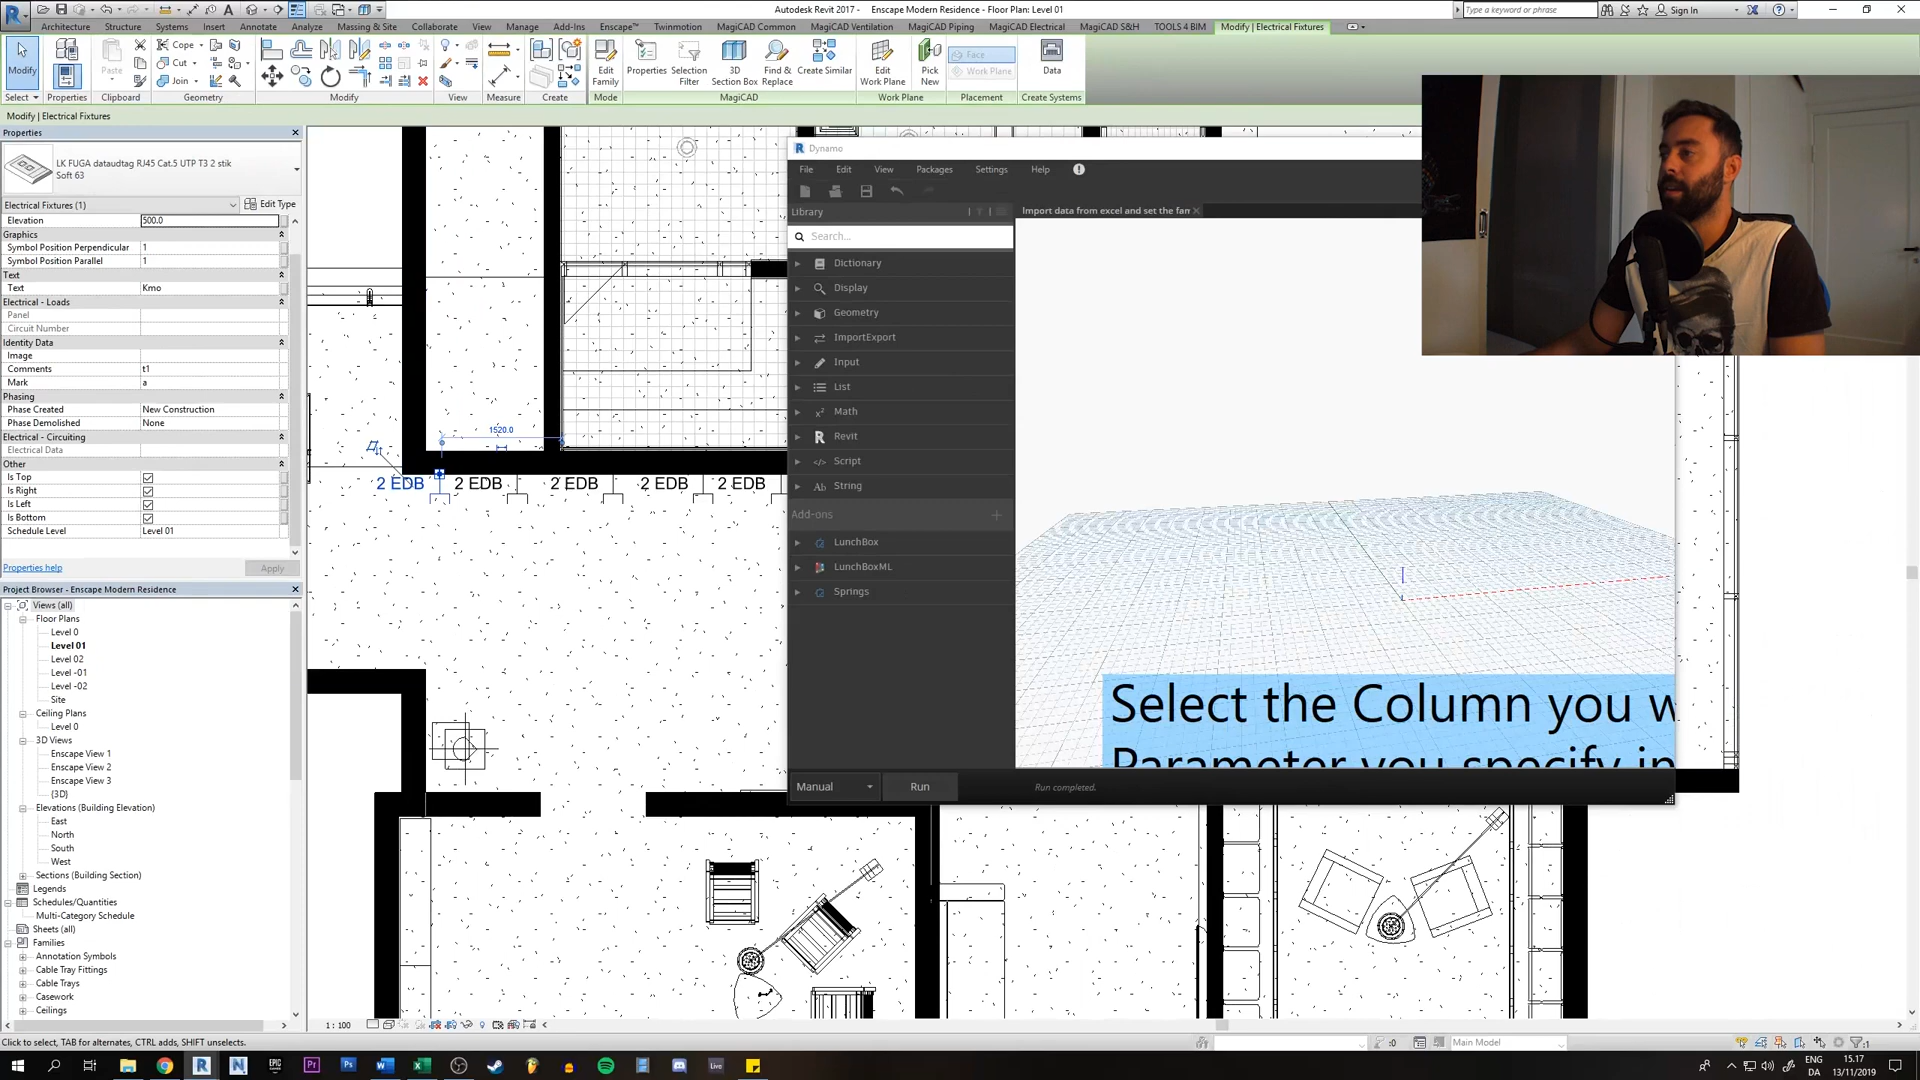 Autodesk Revit 2017 - Enscape Modern Residence - Floor Plan: Level 01
Type a keyword or phrase
Sign In
Architecture Structure Systems Insert Annotate Analyze Massing & Site Collaborate View Manage Add-Ins Enscape™ Twinmotion MagiCAD Common MagiCAD Ventilation MagiCAD Piping MagiCAD Electrical MagiCAD S&H TOOLS 4 BIM Modify | Electrical Fixtures
Modify
Paste
Cope
Cut
Join
Edit Family
Properties
Selection Filter
3D Section Box
Find & Replace
Create Similar
Edit Work Plane
Pick New
Face
Work Plane
Data
Select Properties Clipboard Geometry Modify View Measure Create Mode MagiCAD Work Plane Placement Create Systems
Modify | Electrical Fixtures
Properties
LK FUGA dataudtag RJ45 Cat.5 UTP T3 2 stik
Soft 63
Electrical Fixtures (1)
Edit Type
Elevation 500.0
Graphics
Symbol Position Perpendicular 1
Symbol Position Parallel 1
Text
Text Kmo
Electrical - Loads
Panel
Circuit Number
Identity Data
Image
Comments t1
Mark a
Phasing
Phase Created New Construction
Phase Demolished None
Electrical - Circuiting
Electrical Data
Other
Is Top
Is Right
Is Left
Is Bottom
Schedule Level Level 01
Properties help
Apply
Project Browser - Enscape Modern Residence
Views (all)
Floor Plans
Level 0
Level 01
Level 02
Level -01
Level -02
Site
Ceiling Plans
Level 0
3D Views
Enscape View 1
Enscape View 2
Enscape View 3
(3D)
Elevations (Building Elevation)
East
North
South
West
Sections (Building Section)
Legends
Schedules/Quantities
Multi-Category Schedule
Sheets (all)
Families
Annotation Symbols
Cable Tray Fittings
Cable Trays
Casework
Ceilings
1520.0
2 EDB 2 EDB 2 EDB 2 EDB 2 EDB
Dynamo
File Edit View Packages Settings Help
Library
Import data from excel and set the fam
Search...
Dictionary
Display
Geometry
ImportExport
Input
List
Math
Revit
Script
String
Add-ons
LunchBox
LunchBoxML
Springs
Select the Column you w
Parameter you specify in
Manual
Run
Run completed.
1 : 100
Click to select, TAB for alternates, CTRL adds, SHIFT unselects.
:0
Main Model
:1
EPIC
Live
ENG
DA
15.17
13/11/2019